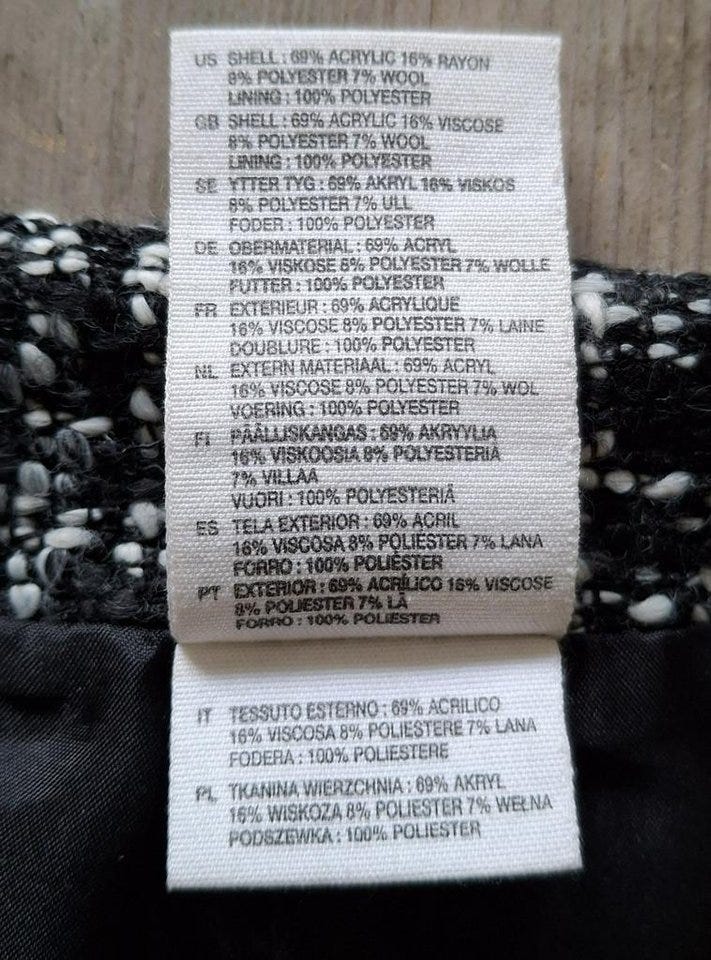 US SHELL : 69% ACRYLIC 16% RAYON
8% POLYESTER 7% WOOL
LINING : 100% POLYESTER
GB SHELL : 69% ACRYLIC 16% VISCOSE
8% POLYESTER 7% WOOL
LINING : 100% POLYESTER
SE YTTER TYG : 69% AKRYL 16% VISKOS
8% POLYESTER 7% ULL
FODER : 100% POLYESTER
DE OBERMATERIAL : 69% ACRYL
16% VISKOSE 8% POLYESTER 7% WOLLE
FUTTER : 100% POLYESTER
FR EXTERIEUR : 69% ACRYLIQUE
16% VISCOSE 8% POLYESTER 7% LAINE
DOUBLURE : 100% POLYESTER
NL EXTERN MATERIAAL : 69% ACRYL
16% VISCOSE 8% POLYESTER 7% WOL
VOERING : 100% POLYESTER
FI PÄÄLLISKANGAS : 69% AKRYYLIA
16% VISKOOSIA 8% POLYESTERIÄ
7% VILLAA
VUORI : 100% POLYESTERIÄ
ES TELA EXTERIOR : 69% ACRIL
16% VISCOSA 8% POLIESTER 7% LANA
FORRO : 100% POLIESTER
PT EXTERIOR : 69% ACRÍLICO 16% VISCOSE
8% POLIESTER 7% LÃ
FORRO : 100% POLIESTER
IT TESSUTO ESTERNO : 69% ACRILICO
16% VISCOSA 8% POLIESTERE 7% LANA
FODERA : 100% POLIESTERE
PL TKANINA WIERZCHNIA : 69% AKRYL
16% WISKOZA 8% POLIESTER 7% WEŁNA
PODSZEWKA : 100% POLIESTER